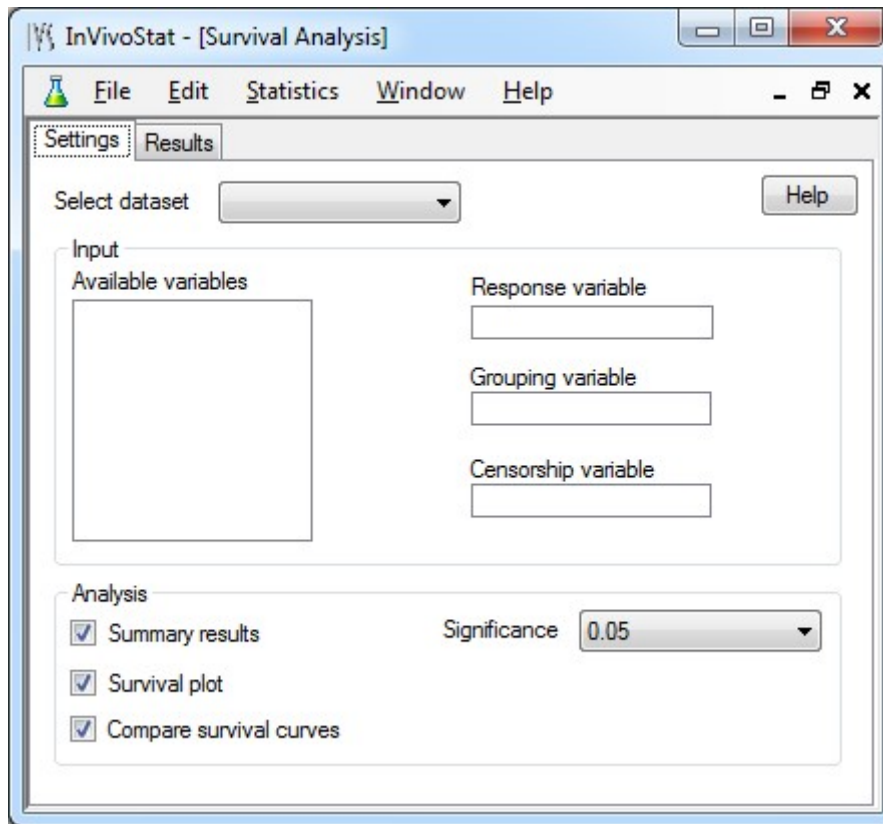 InVivoStat - [Survival Analysis]
File Edit Statistics Window Help
Settings Results
Select dataset Help
Input
Available variables
Response variable
Grouping variable
Censorship variable
Analysis
Summary results Significance 0.05
Survival plot
Compare survival curves